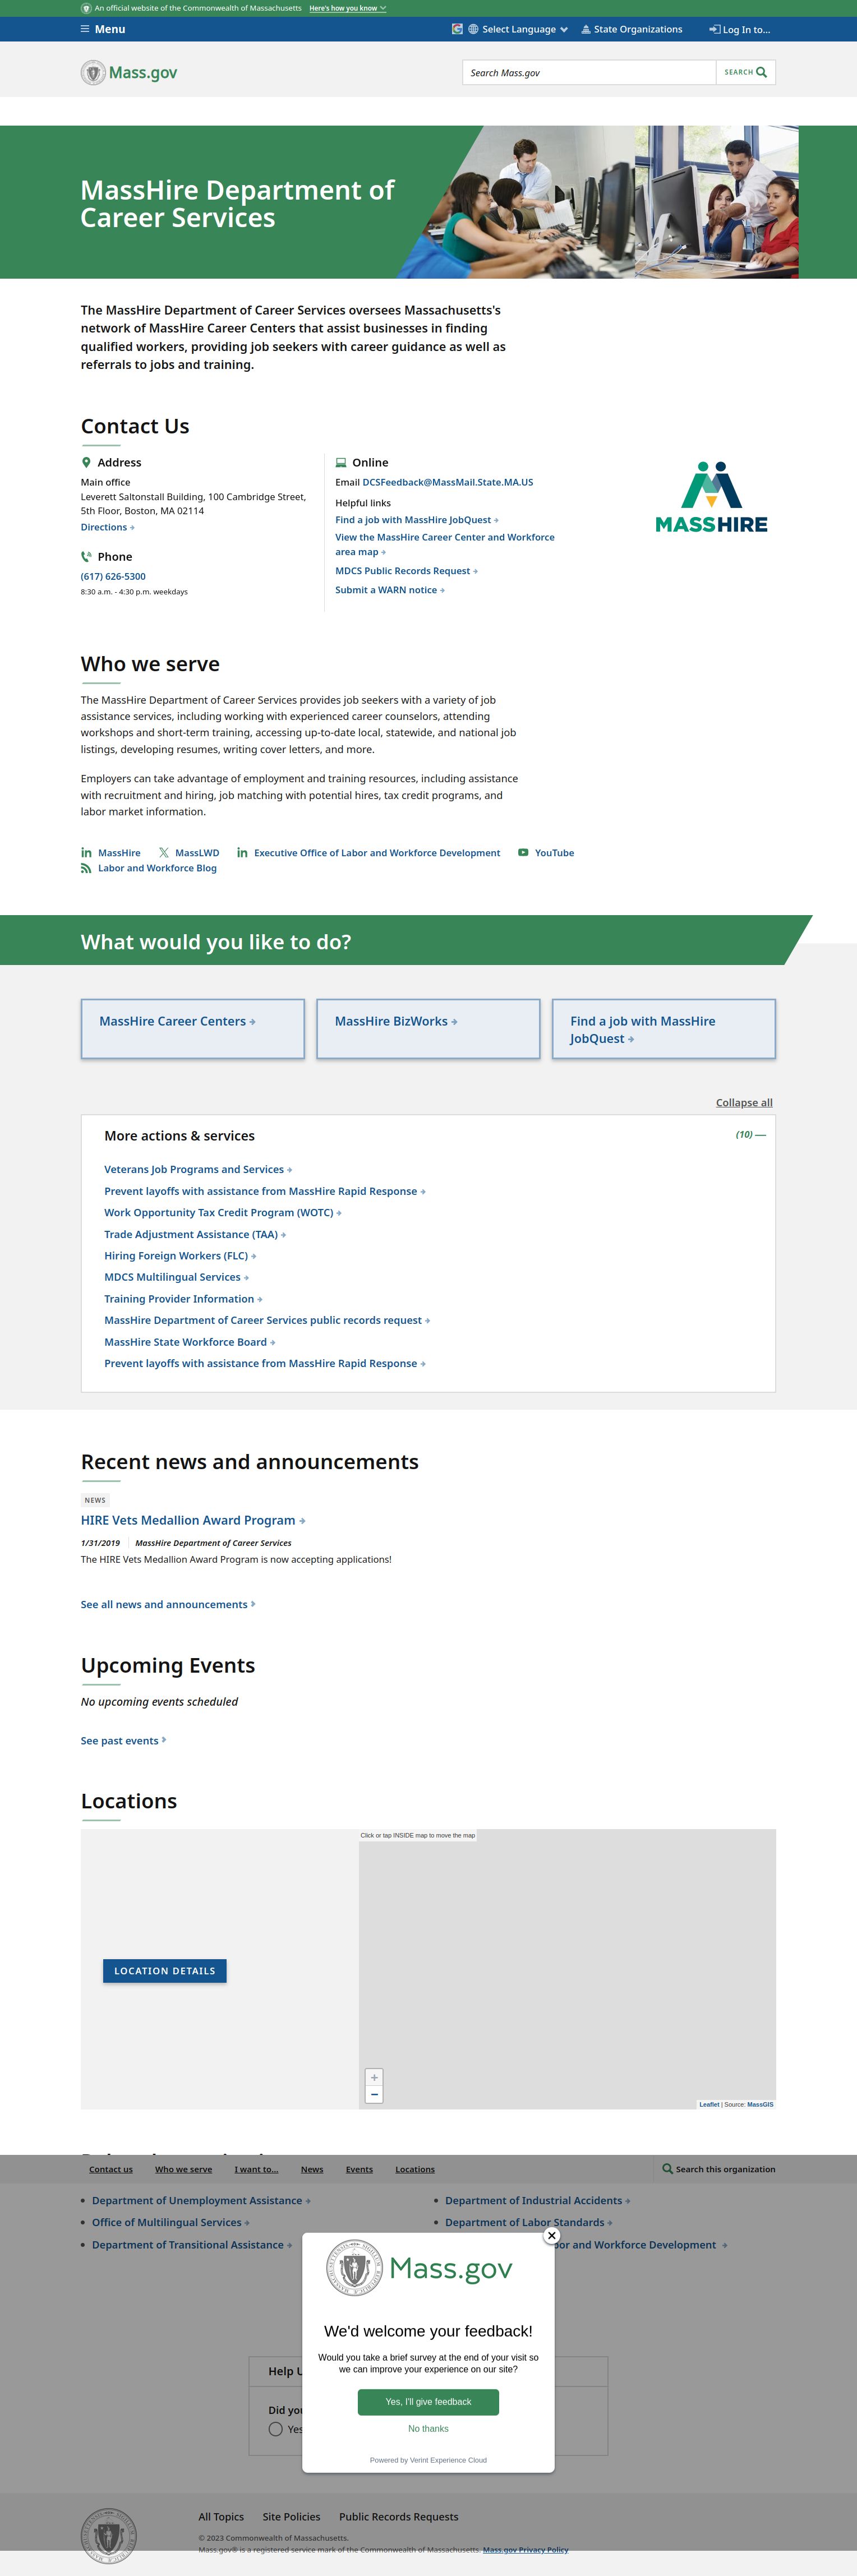 An official website of the Commonwealth of Massachusetts Here's how you know
Menu
Select Language
State Organizations
Log In to...
Mass.gov
Search Mass.gov
SEARCH
MassHire Department of
Career Services
The MassHire Department of Career Services oversees Massachusetts's
network of MassHire Career Centers that assist businesses in finding
qualified workers, providing job seekers with career guidance as well as
referrals to jobs and training.
Contact Us
Address
Main office
Leverett Saltonstall Building, 100 Cambridge Street,
5th Floor, Boston, MA 02114
Directions
Phone
(617) 626-5300
8:30 a.m. - 4:30 p.m. weekdays
Online
Email DCSFeedback@MassMail.State.MA.US
Helpful links
Find a job with MassHire JobQuest
View the MassHire Career Center and Workforce
area map
MDCS Public Records Request
Submit a WARN notice
MASSHIRE
Who we serve
The MassHire Department of Career Services provides job seekers with a variety of job
assistance services, including working with experienced career counselors, attending
workshops and short-term training, accessing up-to-date local, statewide, and national job
listings, developing resumes, writing cover letters, and more.
Employers can take advantage of employment and training resources, including assistance
with recruitment and hiring, job matching with potential hires, tax credit programs, and
labor market information.
MassHire MassLWD Executive Office of Labor and Workforce Development YouTube
Labor and Workforce Blog
What would you like to do?
MassHire Career Centers
MassHire BizWorks
Find a job with MassHire
JobQuest
Collapse all
More actions & services
(10)
Veterans Job Programs and Services
Prevent layoffs with assistance from MassHire Rapid Response
Work Opportunity Tax Credit Program (WOTC)
Trade Adjustment Assistance (TAA)
Hiring Foreign Workers (FLC)
MDCS Multilingual Services
Training Provider Information
MassHire Department of Career Services public records request
MassHire State Workforce Board
Prevent layoffs with assistance from MassHire Rapid Response
Recent news and announcements
NEWS
HIRE Vets Medallion Award Program
1/31/2019 MassHire Department of Career Services
The HIRE Vets Medallion Award Program is now accepting applications!
See all news and announcements
Upcoming Events
No upcoming events scheduled
See past events
Locations
Click or tap INSIDE map to move the map
LOCATION DETAILS
+
−
Leaflet | Source: MassGIS
Contact us Who we serve I want to... News Events Locations
Search this organization
Department of Unemployment Assistance
Department of Industrial Accidents
Office of Multilingual Services
Department of Labor Standards
Department of Transitional Assistance
and Workforce Development
Mass.gov
We'd welcome your feedback!
Would you take a brief survey at the end of your visit so
we can improve your experience on our site?
Yes, I'll give feedback
No thanks
Powered by Verint Experience Cloud
Help
Did
Yes
All Topics Site Policies Public Records Requests
© 2023 Commonwealth of Massachusetts.
Mass.gov® is a registered service mark of the Commonwealth of Massachusetts. Mass.gov Privacy Policy